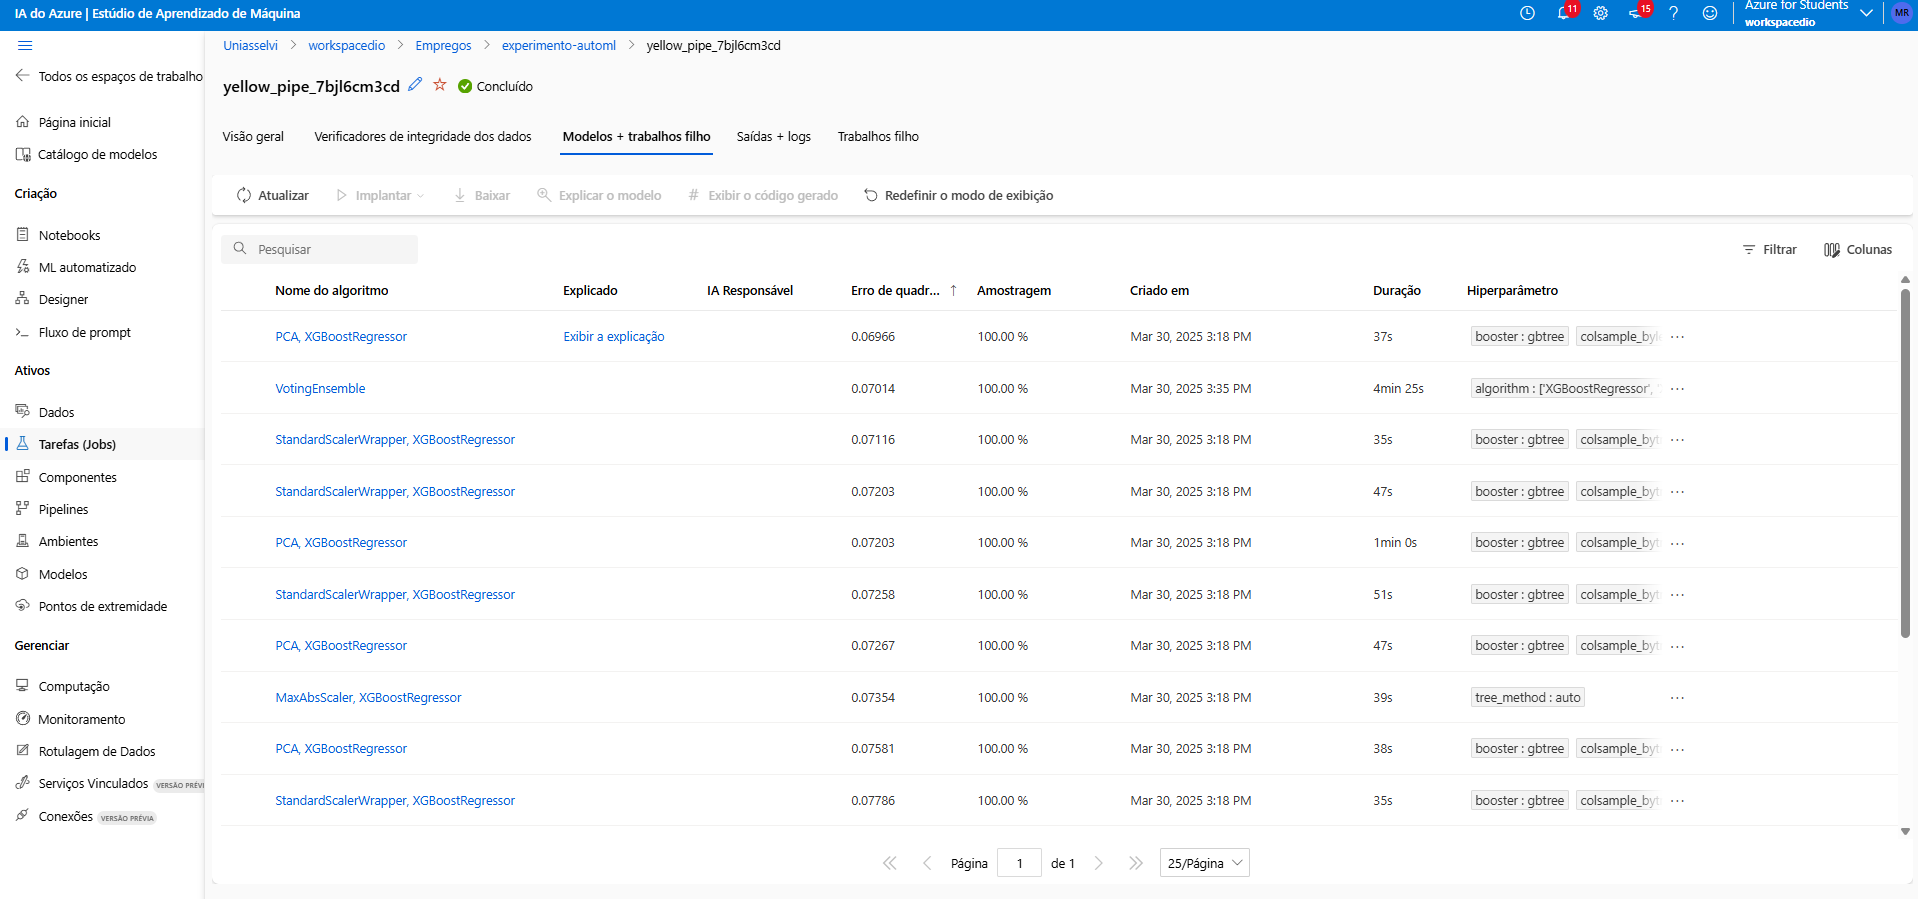 IA do Azure | Estúdio de Aprendizado de Máquina
11
15
Azure for Students
workspacedio
MR
Todos os espaços de trabalho
Página inicial
Catálogo de modelos
Criação
Notebooks
ML automatizado
Designer
Fluxo de prompt
Ativos
Dados
Tarefas (Jobs)
Componentes
Pipelines
Ambientes
Modelos
Pontos de extremidade
Gerenciar
Computação
Monitoramento
Rotulagem de Dados
Serviços Vinculados VERSÃO PRÉVI
Conexões VERSÃO PRÉVIA
Uniasselvi > workspacedio > Empregos > experimento-automl > yellow_pipe_7bjl6cm3cd
yellow_pipe_7bjl6cm3cd Concluído
Visão geral Verificadores de integridade dos dados Modelos + trabalhos filho Saídas + logs Trabalhos filho
Atualizar Implantar Baixar Explicar o modelo # Exibir o código gerado Redefinir o modo de exibição
Pesquisar Filtrar Colunas
Nome do algoritmo Explicado IA Responsável Erro de quadr... ↑ Amostragem Criado em Duração Hiperparâmetro
PCA, XGBoostRegressor Exibir a explicação 0.06966 100.00 % Mar 30, 2025 3:18 PM 37s booster : gbtree colsample_byle ...
VotingEnsemble 0.07014 100.00 % Mar 30, 2025 3:35 PM 4min 25s algorithm : ['XGBoostRegressor', ...
StandardScalerWrapper, XGBoostRegressor 0.07116 100.00 % Mar 30, 2025 3:18 PM 35s booster : gbtree colsample_byt ...
StandardScalerWrapper, XGBoostRegressor 0.07203 100.00 % Mar 30, 2025 3:18 PM 47s booster : gbtree colsample_byt ...
PCA, XGBoostRegressor 0.07203 100.00 % Mar 30, 2025 3:18 PM 1min 0s booster : gbtree colsample_byt ...
StandardScalerWrapper, XGBoostRegressor 0.07258 100.00 % Mar 30, 2025 3:18 PM 51s booster : gbtree colsample_byt ...
PCA, XGBoostRegressor 0.07267 100.00 % Mar 30, 2025 3:18 PM 47s booster : gbtree colsample_byt ...
MaxAbsScaler, XGBoostRegressor 0.07354 100.00 % Mar 30, 2025 3:18 PM 39s tree_method : auto ...
PCA, XGBoostRegressor 0.07581 100.00 % Mar 30, 2025 3:18 PM 38s booster : gbtree colsample_byt ...
StandardScalerWrapper, XGBoostRegressor 0.07786 100.00 % Mar 30, 2025 3:18 PM 35s booster : gbtree colsample_byt ...
Página 1 de 1 25/Página